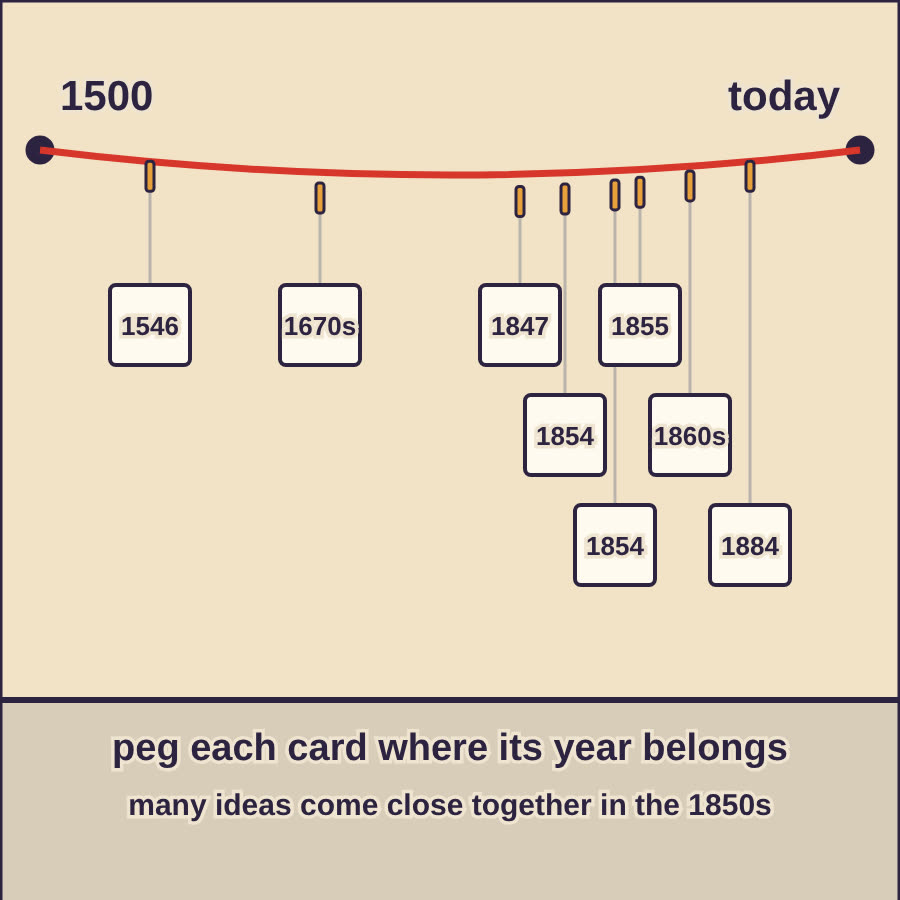 1500
today
1546
1670s
1847
1855
1854
1860s
1854
1884
peg each card where its year belongs
many ideas come close together in the 1850s